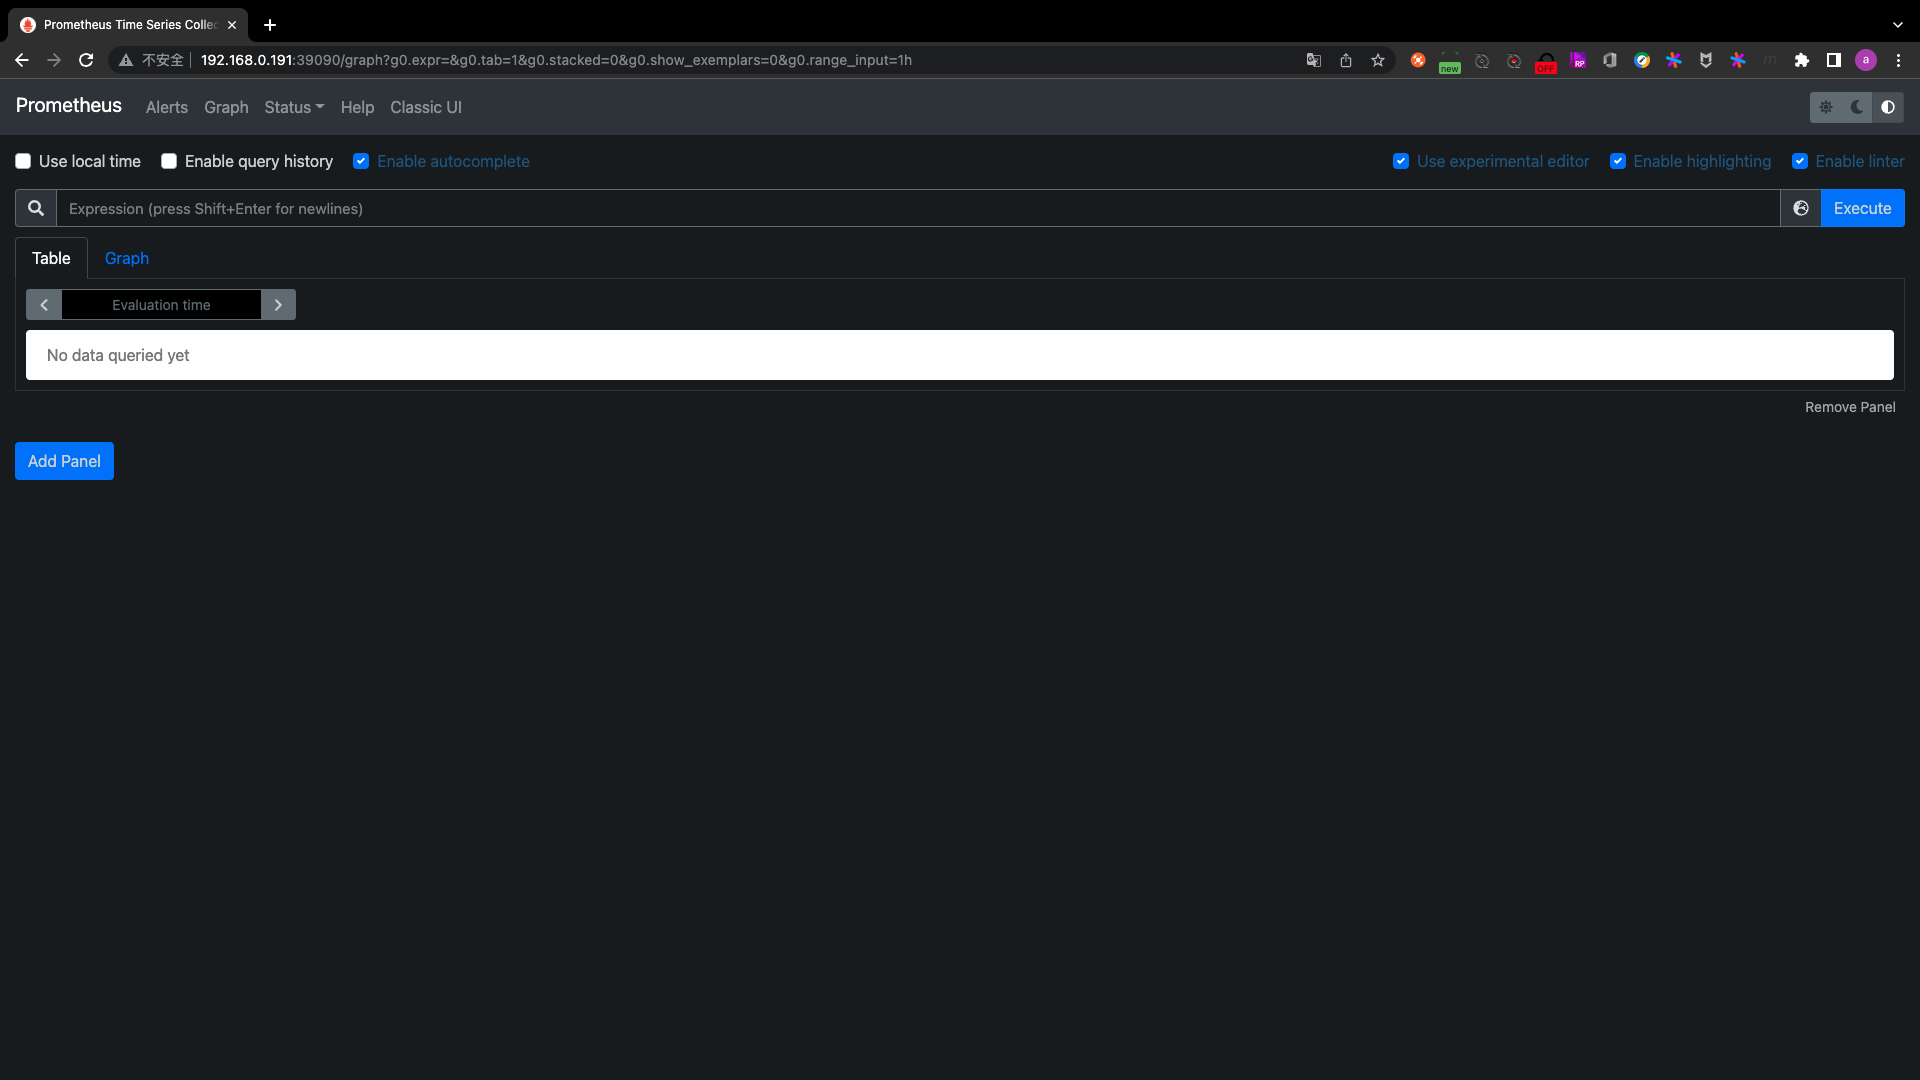 Prometheus Time Series Collec
不安全 192.168.0.191:39090/graph?g0.expr=&g0.tab=1&g0.stacked=0&g0.show_exemplars=0&g0.range_input=1h
new
OFF
RP
a
Prometheus Alerts Graph Status Help Classic UI
Use local time Enable query history Enable autocomplete Use experimental editor Enable highlighting Enable linter
Expression (press Shift+Enter for newlines) Execute
Table Graph
Evaluation time
No data queried yet
Remove Panel
Add Panel